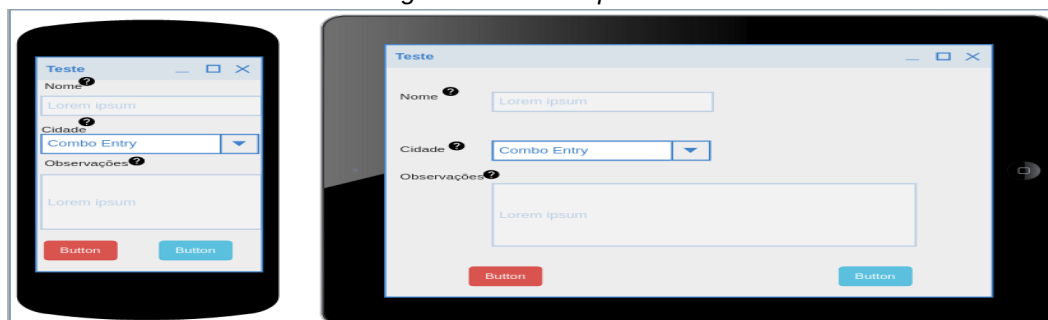 Teste
Nome
Lorem ipsum
Cidade
Combo Entry
Observações
Lorem ipsum
Button Button
Teste
Nome Lorem ipsum
Cidade Combo Entry
Observações
Lorem ipsum
Button Button